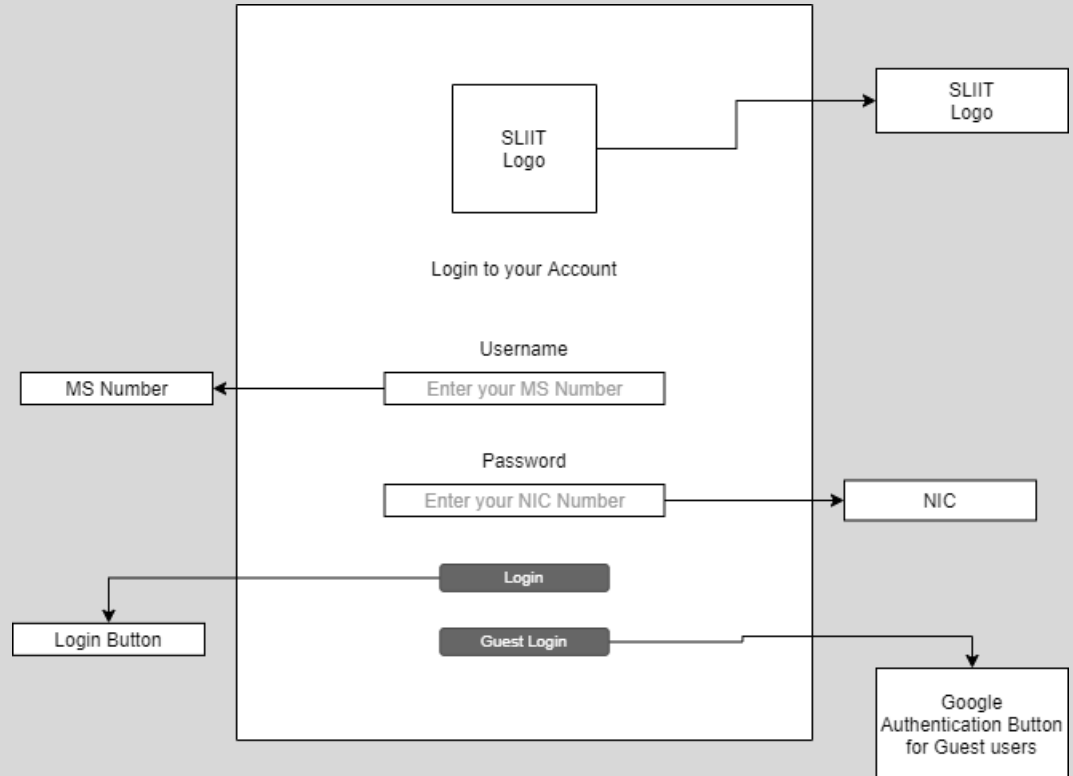 SLIIT
Logo
SLIIT
Logo
Login to your Account
Username
MS Number
Enter your MS Number
Password
Enter your NIC Number
NIC
Login
Login Button
Guest Login
Google
Authentication Button
for Guest users